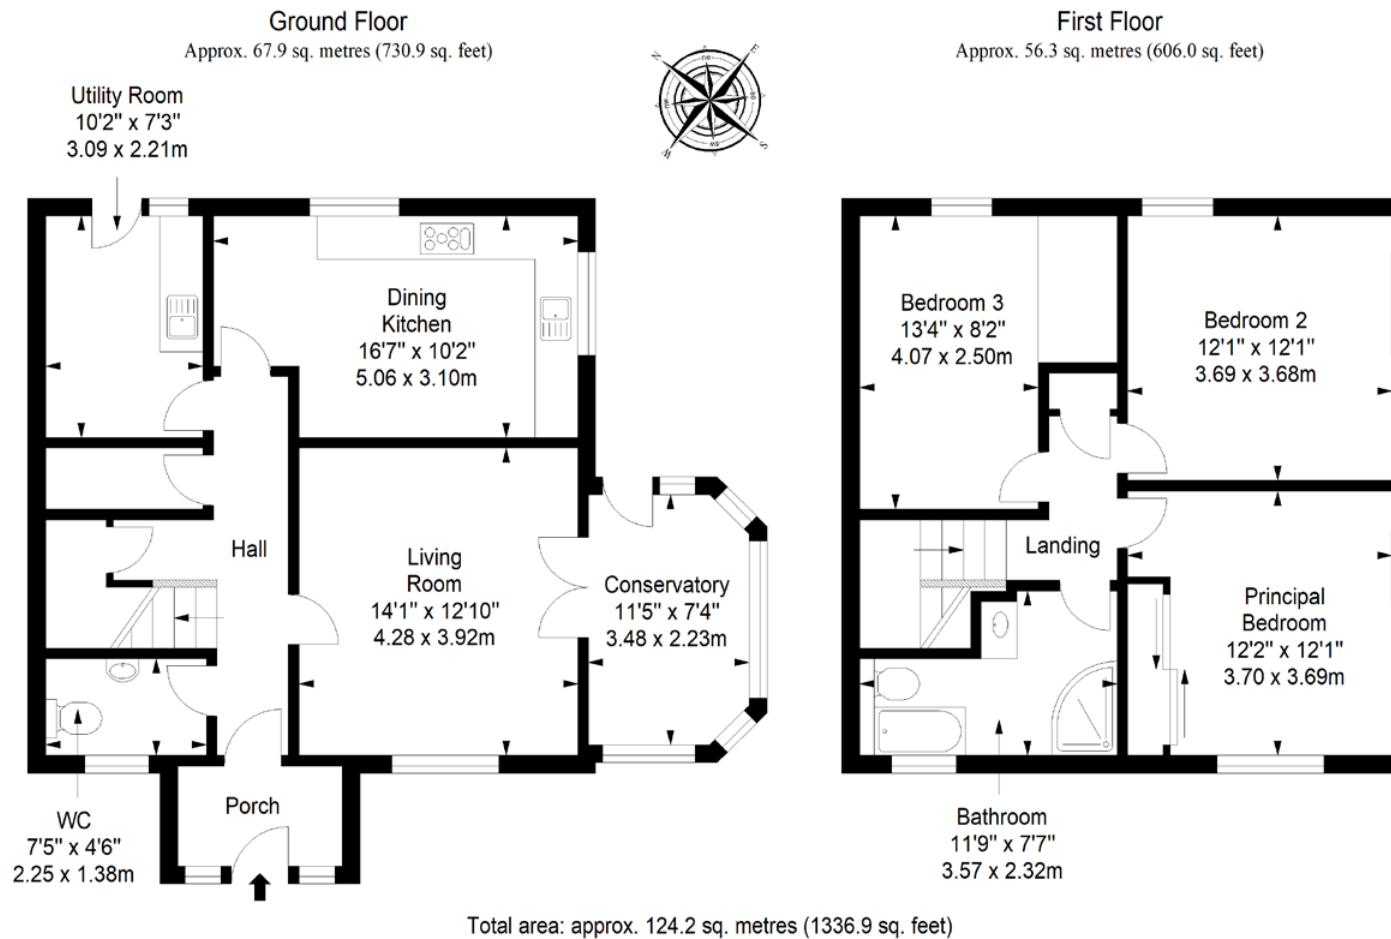 Ground Floor
Approx. 67.9 sq. metres (730.9 sq. feet)
First Floor
Approx. 56.3 sq. metres (606.0 sq. feet)
N
E
S
W
Utility Room
10'2" x 7'3"
3.09 x 2.21m
Dining
Kitchen
16'7" x 10'2"
5.06 x 3.10m
Hall
Living
Room
14'1" x 12'10"
4.28 x 3.92m
Conservatory
11'5" x 7'4"
3.48 x 2.23m
WC
7'5" x 4'6"
2.25 x 1.38m
Porch
Bedroom 3
13'4" x 8'2"
4.07 x 2.50m
Bedroom 2
12'1" x 12'1"
3.69 x 3.68m
Landing
Principal
Bedroom
12'2" x 12'1"
3.70 x 3.69m
Bathroom
11'9" x 7'7"
3.57 x 2.32m
Total area: approx. 124.2 sq. metres (1336.9 sq. feet)